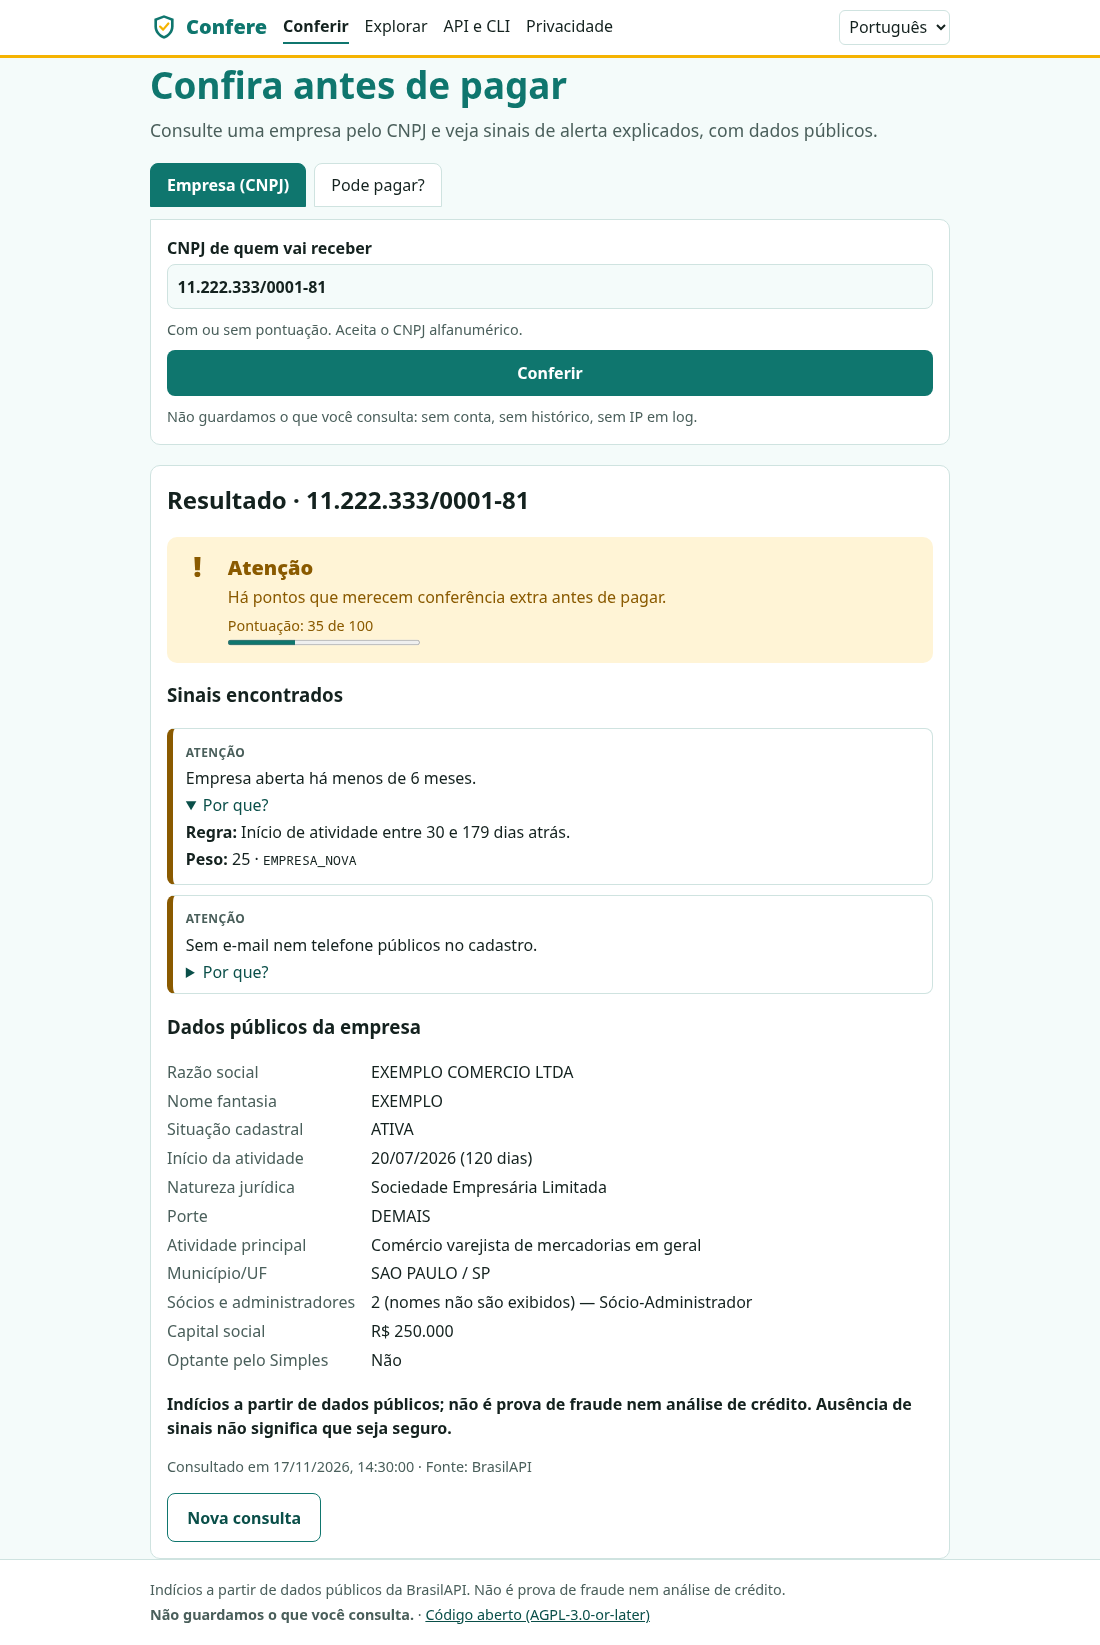 Confere Conferir Explorar API e CLI Privacidade Português
Confira antes de pagar
Consulte uma empresa pelo CNPJ e veja sinais de alerta explicados, com dados públicos.
Empresa (CNPJ) Pode pagar?
CNPJ de quem vai receber
11.222.333/0001-81
Com ou sem pontuação. Aceita o CNPJ alfanumérico.
Conferir
Não guardamos o que você consulta: sem conta, sem histórico, sem IP em log.
Resultado · 11.222.333/0001-81
! Atenção
Há pontos que merecem conferência extra antes de pagar.
Pontuação: 35 de 100
Sinais encontrados
ATENÇÃO
Empresa aberta há menos de 6 meses.
▼ Por que?
Regra: Início de atividade entre 30 e 179 dias atrás.
Peso: 25 · EMPRESA_NOVA
ATENÇÃO
Sem e-mail nem telefone públicos no cadastro.
▶ Por que?
Dados públicos da empresa
Razão social EXEMPLO COMERCIO LTDA
Nome fantasia EXEMPLO
Situação cadastral ATIVA
Início da atividade 20/07/2026 (120 dias)
Natureza jurídica Sociedade Empresária Limitada
Porte DEMAIS
Atividade principal Comércio varejista de mercadorias em geral
Município/UF SAO PAULO / SP
Sócios e administradores 2 (nomes não são exibidos) — Sócio-Administrador
Capital social R$ 250.000
Optante pelo Simples Não
Indícios a partir de dados públicos; não é prova de fraude nem análise de crédito. Ausência de
sinais não significa que seja seguro.
Consultado em 17/11/2026, 14:30:00 · Fonte: BrasilAPI
Nova consulta
Indícios a partir de dados públicos da BrasilAPI. Não é prova de fraude nem análise de crédito.
Não guardamos o que você consulta. · Código aberto (AGPL-3.0-or-later)